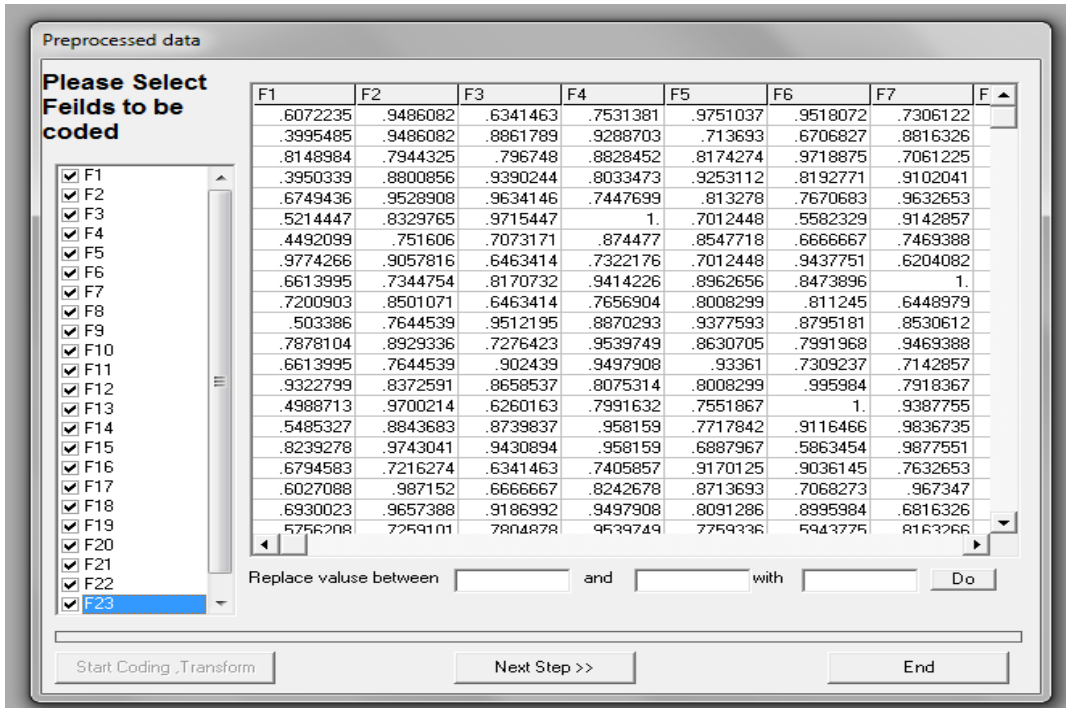 Preprocessed data
Please Select
Feilds to be
coded
F1
F2
F3
F4
F5
F6
F7
F8
F9
F10
F11
F12
F13
F14
F15
F16
F17
F18
F19
F20
F21
F22
F23
F1 F2 F3 F4 F5 F6 F7 F
.6072235 .9486082 .6341463 .7531381 .9751037 .9518072 .7306122
.3995485 .9486082 .8861789 .9288703 .713693 .6706827 .8816326
.8148984 .7944325 .796748 .8828452 .8174274 .9718875 .7061225
.3950339 .8800856 .9390244 .8033473 .9253112 .8192771 .9102041
.6749436 .9528908 .9634146 .7447699 .813278 .7670683 .9632653
.5214447 .8329765 .9715447 1. .7012448 .5582329 .9142857
.4492099 .751606 .7073171 .874477 .8547718 .6666667 .7469388
.9774266 .9057816 .6463414 .7322176 .7012448 .9437751 .6204082
.6613995 .7344754 .8170732 .9414226 .8962656 .8473896 1.
.7200903 .8501071 .6463414 .7656904 .8008299 .811245 .6448979
.503386 .7644539 .9512195 .8870293 .9377593 .8795181 .8530612
.7878104 .8929336 .7276423 .9539749 .8630705 .7991968 .9469388
.6613995 .7644539 .902439 .9497908 .93361 .7309237 .7142857
.9322799 .8372591 .8658537 .8075314 .8008299 .995984 .7918367
.4988713 .9700214 .6260163 .7991632 .7551867 1. .9387755
.5485327 .8843683 .8739837 .958159 .7717842 .9116466 .9836735
.8239278 .9743041 .9430894 .958159 .6887967 .5863454 .9877551
.6794583 .7216274 .6341463 .7405857 .9170125 .9036145 .7632653
.6027088 .987152 .6666667 .8242678 .8713693 .7068273 .967347
.6930023 .9657388 .9186992 .9497908 .8091286 .8995984 .6816326
.5756208 .7259101 .7804878 .9539749 .7759336 .5943775 .8163266
Replace valuse between and with Do
Start Coding ,Transform Next Step >> End